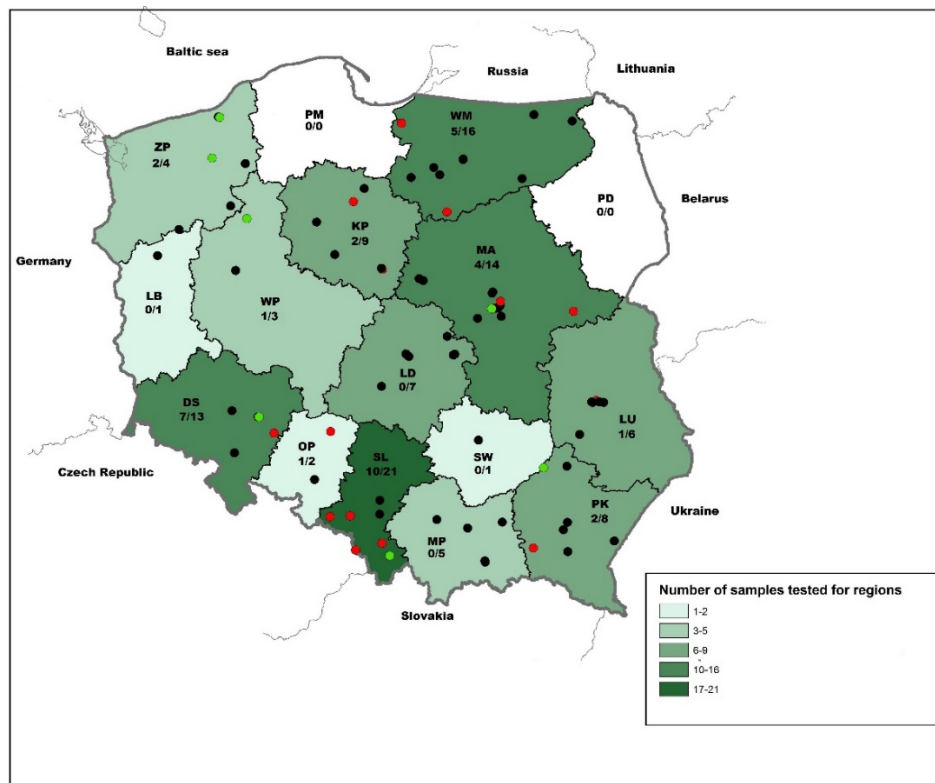 Baltic sea
Russia
Lithuania
PM
0/0
WM
5/16
ZP
2/4
PD
0/0
Belarus
KP
2/9
MA
4/14
Germany
LB
0/1
WP
1/3
LD
0/7
DS
7/13
LU
1/6
OP
1/2
SL
10/21
SW
0/1
Czech Republic
PK
2/8
Ukraine
MP
0/5
Slovakia
Number of samples tested for regions
1-2
3-5
6-9
10-16
17-21